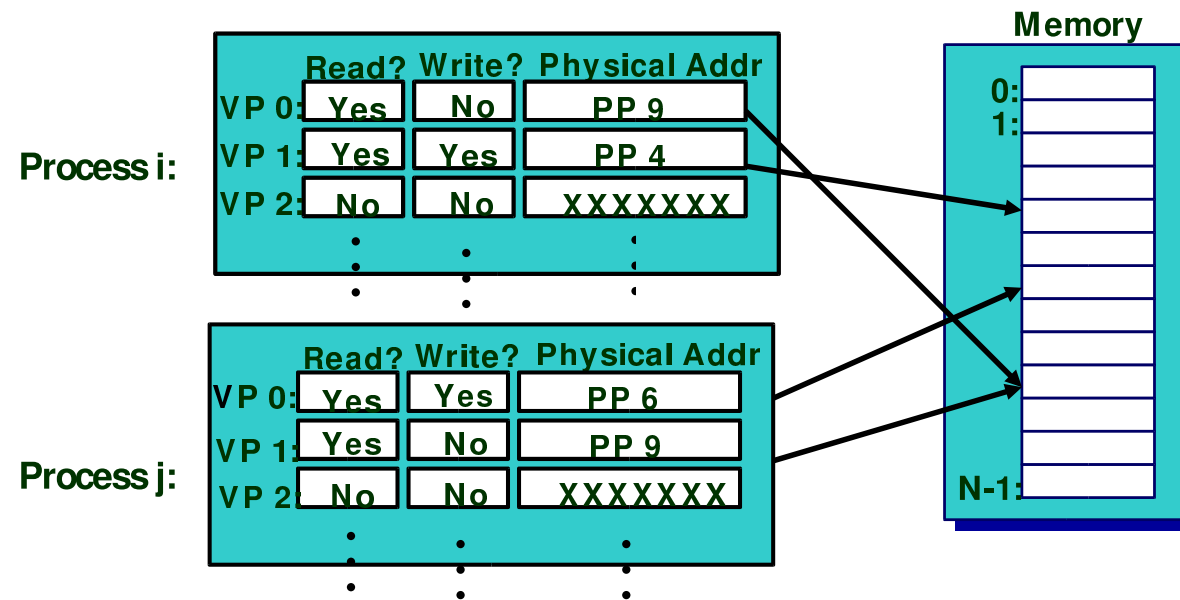 Memory
Read? Write? Physical Addr
VP 0: Yes No PP 9
VP 1: Yes Yes PP 4
VP 2: No No XXXXXXX
Process i:
0:
1:
N-1:
Read? Write? Physical Addr
VP 0: Yes Yes PP 6
VP 1: Yes No PP 9
VP 2: No No XXXXXXX
Process j: